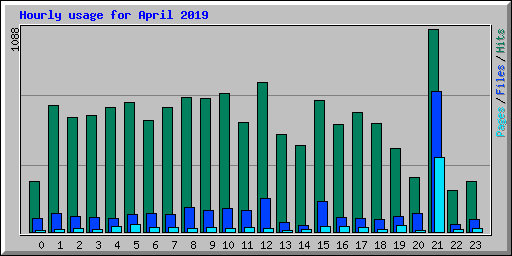 Hourly usage for April 2019
1088
Pages/Files/Hits
0 1 2 3 4 5 6 7 8 9 10 11 12 13 14 15 16 17 18 19 20 21 22 23